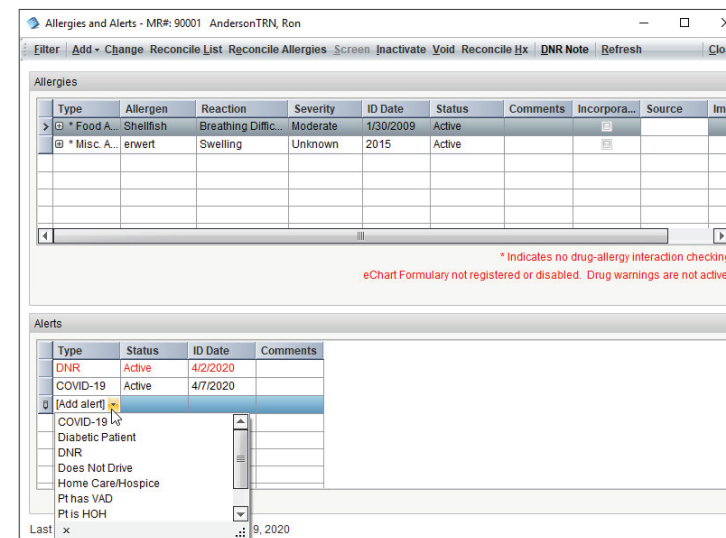 Allergies and Alerts - MR#: 90001 AndersonTRN, Ron
Filter Add Change Reconcile List Reconcile Allergies Screen Inactivate Void Reconcile Hx DNR Note Refresh Clo
Allergies
Type Allergen Reaction Severity ID Date Status Comments Incorpora... Source Im
* Food A... Shellfish Breathing Diffic... Moderate 1/30/2009 Active
* Misc. A... erwert Swelling Unknown 2015 Active
* Indicates no drug-allergy interaction checking
eChart Formulary not registered or disabled. Drug warnings are not active
Alerts
Type Status ID Date Comments
DNR Active 4/2/2020
COVID-19 Active 4/7/2020
[Add alert]
COVID-19
Diabetic Patient
DNR
Does Not Drive
Home Care/Hospice
Pt has VAD
Pt is HOH
Last x 9, 2020